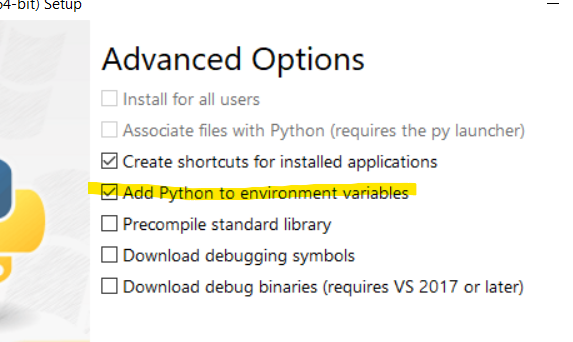 64-bit) Setup
Advanced Options
Install for all users
Associate files with Python (requires the py launcher)
Create shortcuts for installed applications
Add Python to environment variables
Precompile standard library
Download debugging symbols
Download debug binaries (requires VS 2017 or later)